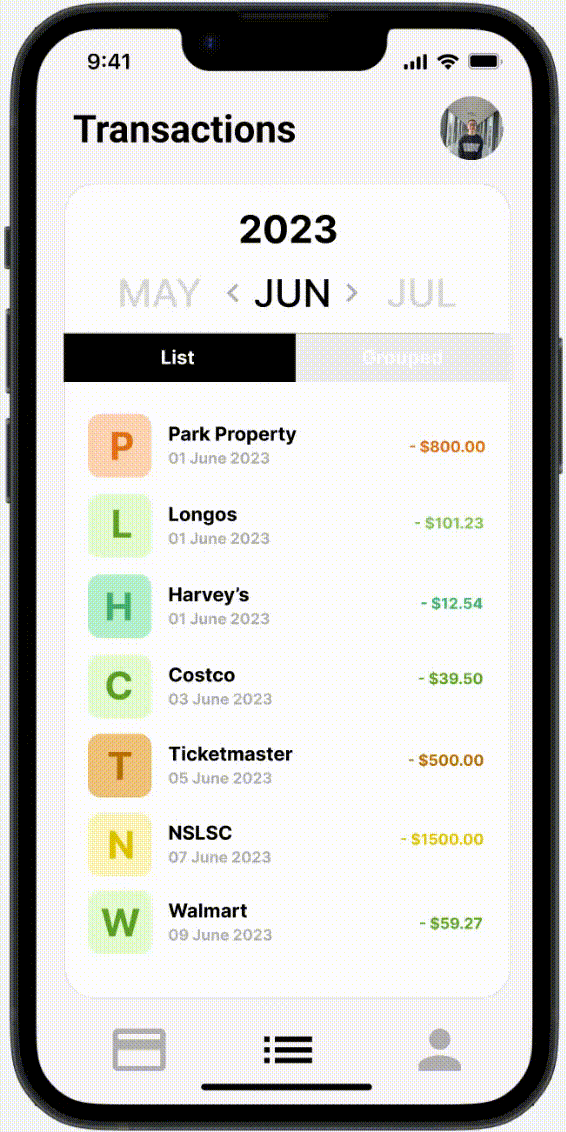 9:41
Transactions
2023
MAY < JUN > JUL
List Grouped
P Park Property - $800.00
01 June 2023
L Longos - $101.23
01 June 2023
H Harvey’s - $12.54
01 June 2023
C Costco - $39.50
03 June 2023
T Ticketmaster - $500.00
05 June 2023
N NSLSC - $1500.00
07 June 2023
W Walmart - $59.27
09 June 2023